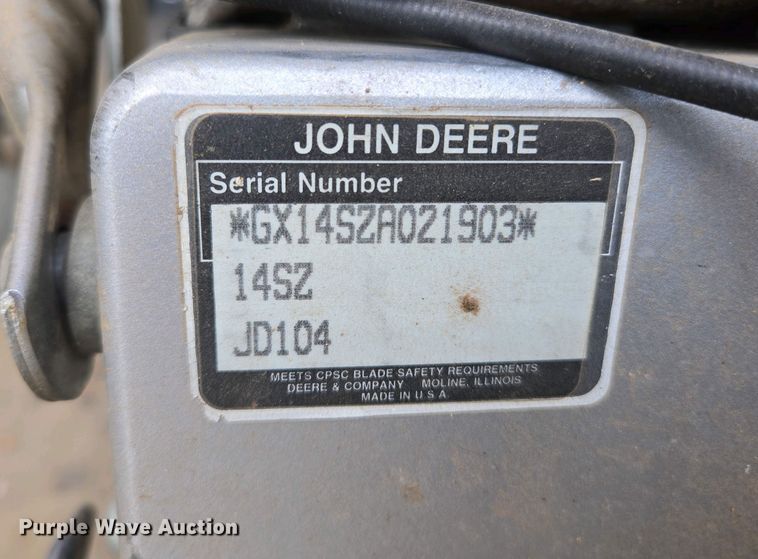 JOHN DEERE
Serial Number
*GX14SZA021903*
14SZ
JD104
MEETS CPSC BLADE SAFETY REQUIREMENTS
DEERE & COMPANY MOLINE, ILLINOIS
MADE IN U.S.A.
Purple Wave Auction